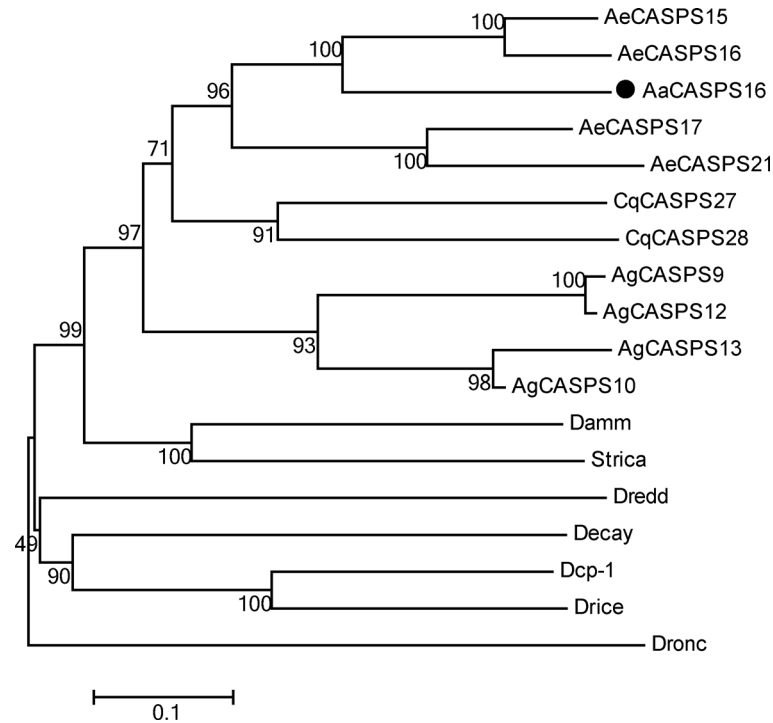 100 AeCASPS15
100 AeCASPS16
96 AaCASPS16
71 AeCASPS17
100 AeCASPS21
97 CqCASPS27
91 CqCASPS28
100 AgCASPS9
99 AgCASPS12
93 AgCASPS13
98 AgCASPS10
Damm
100 Strica
Dredd
49 Decay
90 Dcp-1
100 Drice
Dronc
0.1